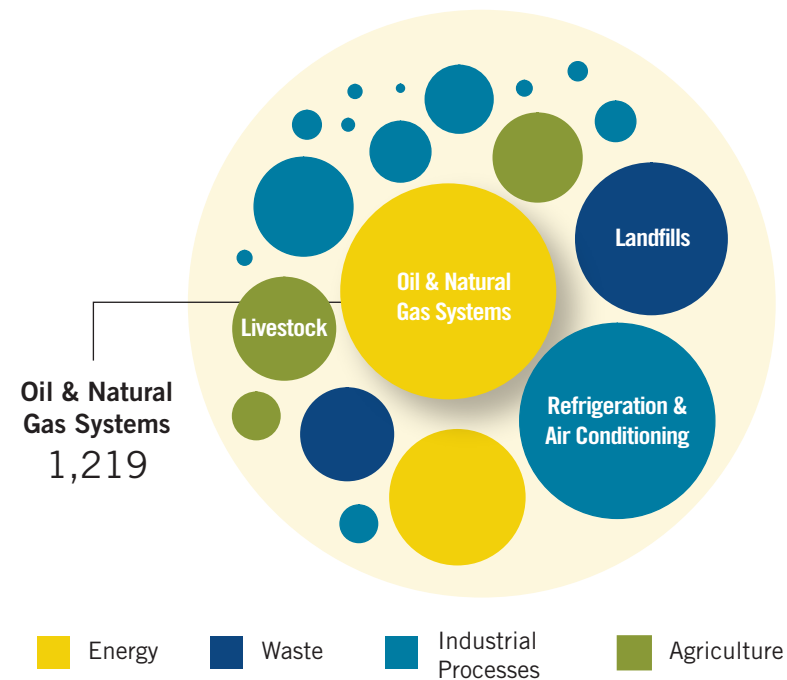 Landfills
Oil & Natural
Gas Systems
Livestock
Oil & Natural
Gas Systems
1,219
Refrigeration &
Air Conditioning
Energy
Waste
Industrial
Processes
Agriculture